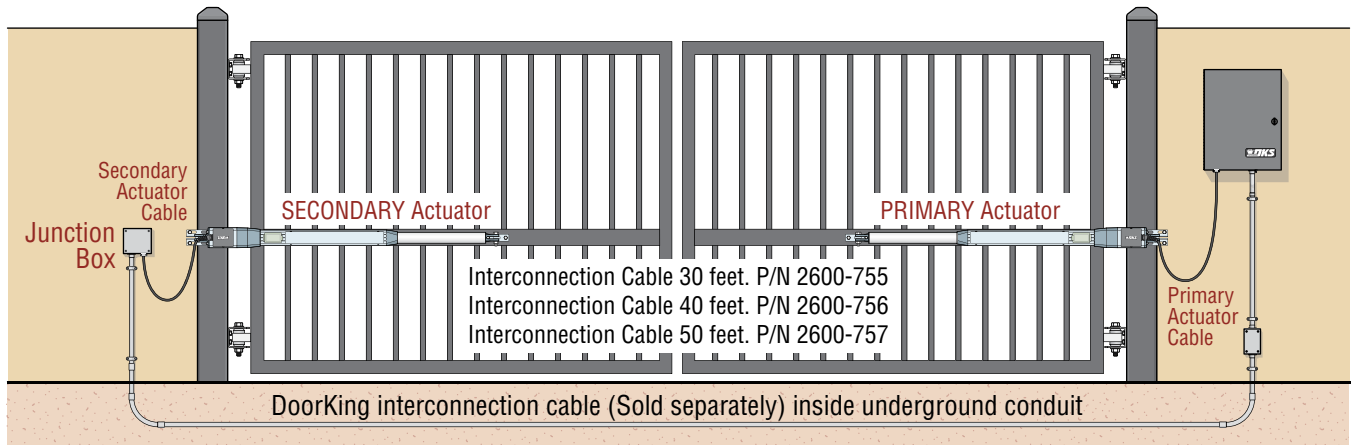 DKS
Secondary
Actuator
Cable
Junction
Box
SECONDARY Actuator
PRIMARY Actuator
Interconnection Cable 30 feet. P/N 2600-755
Interconnection Cable 40 feet. P/N 2600-756
Interconnection Cable 50 feet. P/N 2600-757
Primary
Actuator
Cable
DoorKing interconnection cable (Sold separately) inside underground conduit